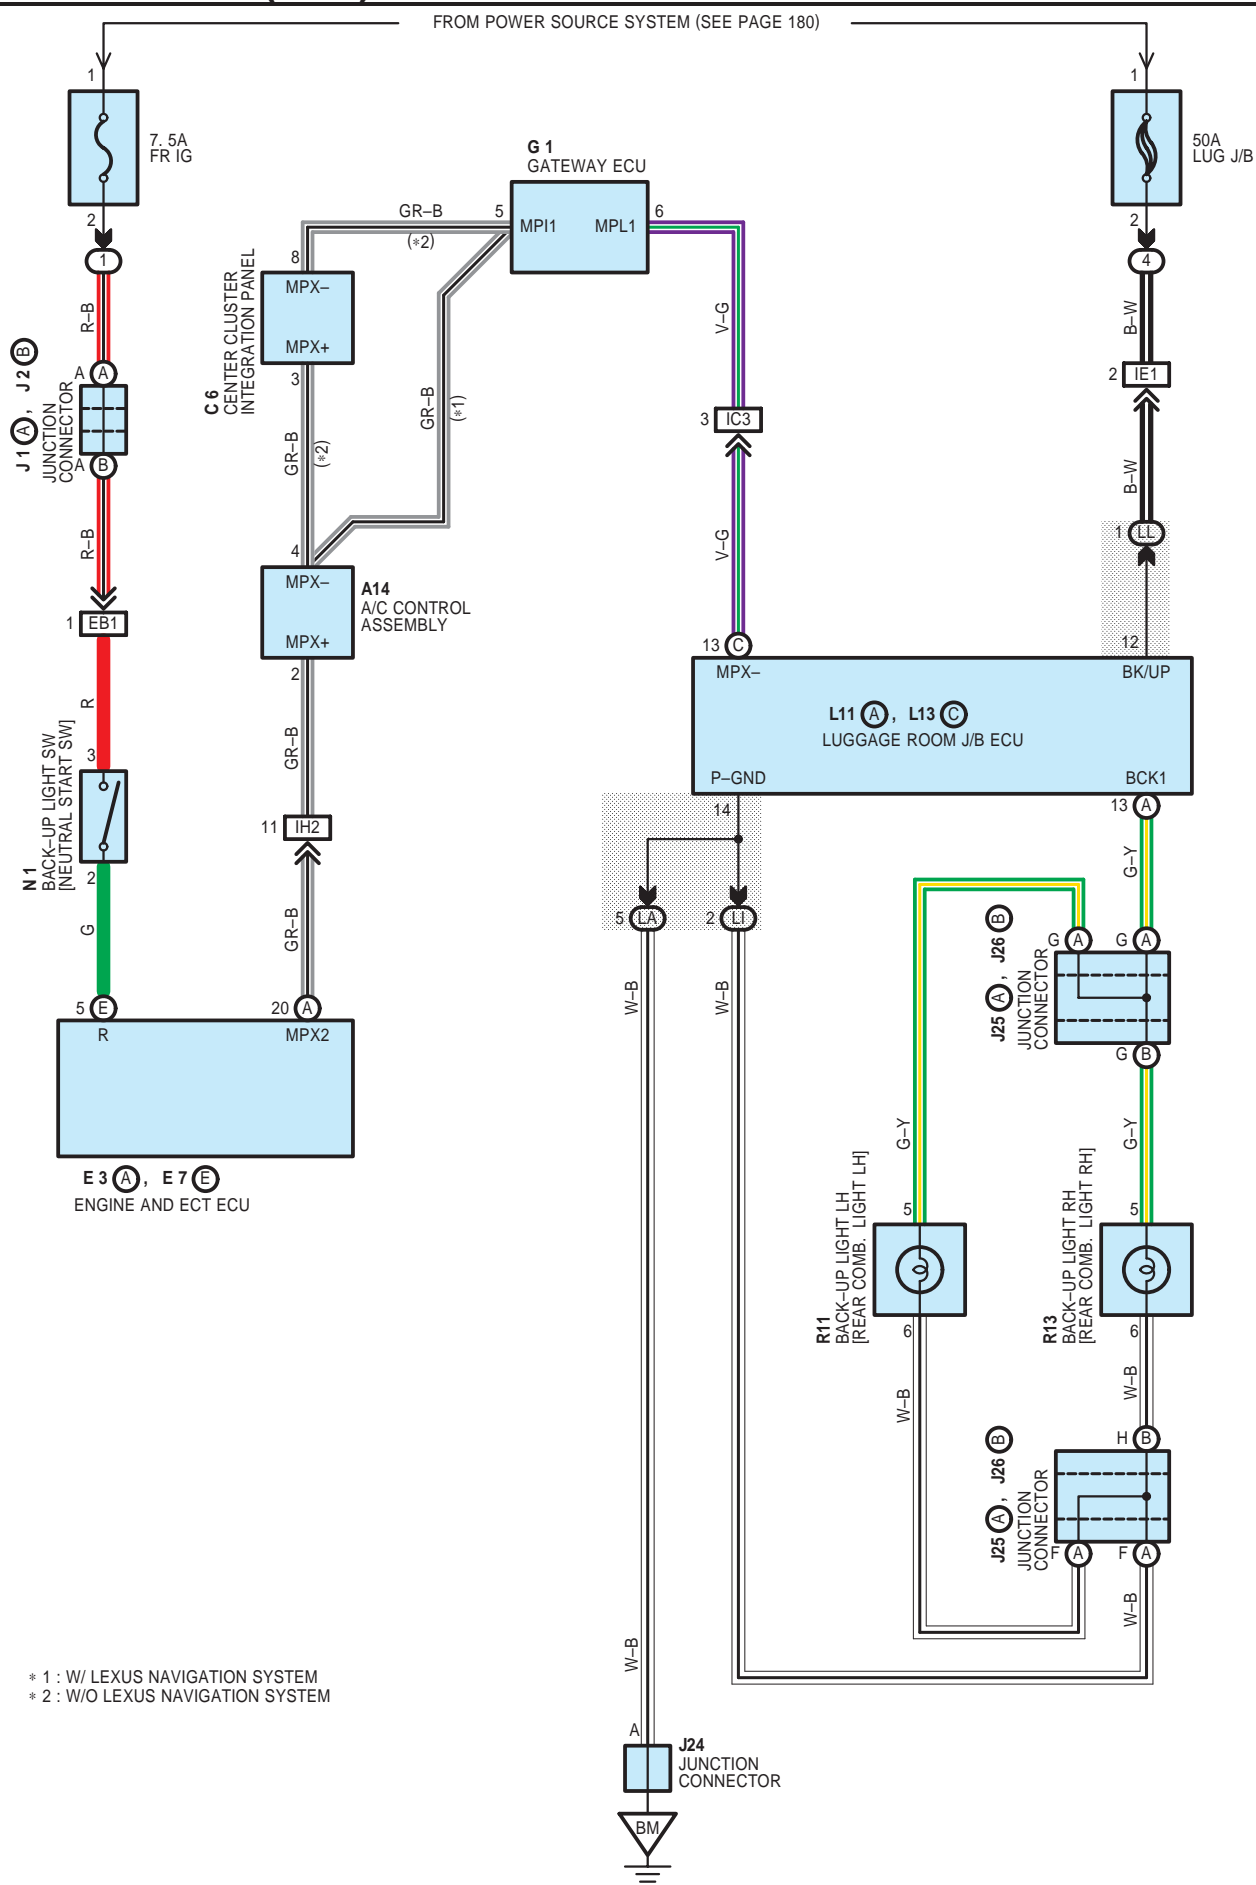 FROM POWER SOURCE SYSTEM (SEE PAGE 180)
1
7. 5A
FR IG
2
1
R–B
A
A
J 1 A , J 2 B
JUNCTION
CONNECTOR
A
B
R–B
1
EB1
R
3
N 1
BACK–UP LIGHT SW
[NEUTRAL START SW]
2
G
5
E
R
20
A
MPX2
E 3 A , E 7 E
ENGINE AND ECT ECU
G 1
GATEWAY ECU
GR–B
(∗2)
5
MPI1
MPL1
6
8
MPX–
MPX+
3
C 6
CENTER CLUSTER
INTEGRATION PANEL
GR–B
(∗2)
GR–B
(∗1)
4
MPX–
MPX+
A14
A/C CONTROL
ASSEMBLY
2
GR–B
11
IH2
GR–B
V–G
3
IC3
V–G
13
C
MPX–
1
50A
LUG J/B
2
4
B–W
2
IE1
B–W
1
LL
12
BK/UP
L11 A , L13 C
LUGGAGE ROOM J/B ECU
P–GND
BCK1
14
13
A
G–Y
5
LA
2
LI
W–B
W–B
G
A
G
A
J25 A , J26 B
JUNCTION
CONNECTOR
G
B
G–Y
G–Y
5
5
R11
BACK–UP LIGHT LH
[REAR COMB. LIGHT LH]
R13
BACK–UP LIGHT RH
[REAR COMB. LIGHT RH]
6
6
W–B
W–B
H
B
J25 A , J26 B
JUNCTION
CONNECTOR
F
A
F
A
W–B
W–B
∗ 1 : W/ LEXUS NAVIGATION SYSTEM
∗ 2 : W/O LEXUS NAVIGATION SYSTEM
A
J24
JUNCTION
CONNECTOR
BM